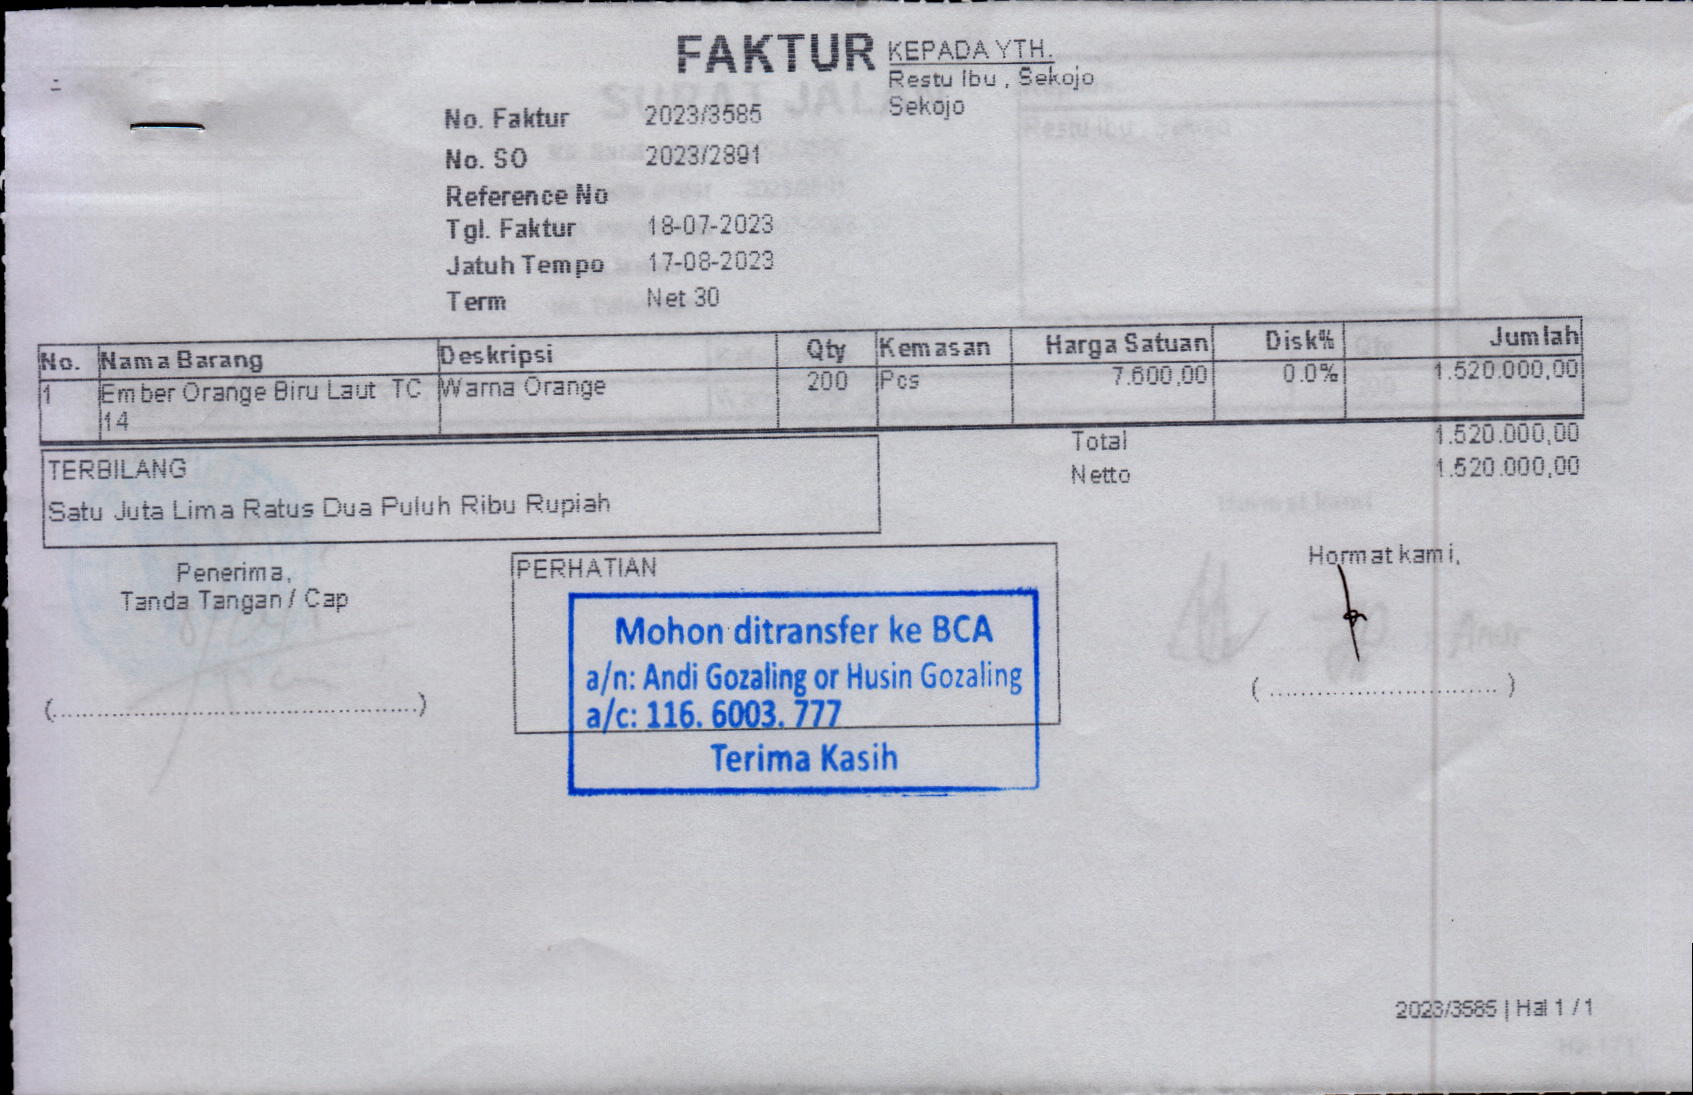 FAKTUR
KEPADA YTH.
Restu Ibu , Sekojo
Sekojo
No. Faktur 2023/3585
No. SO 2023/2891
Reference No
Tgl. Faktur 18-07-2023
Jatuh Tempo 17-08-2023
Term Net 30
No. Nama Barang Deskripsi Qty Kemasan Harga Satuan Disk% Jumlah
1 Ember Orange Biru Laut TC Warna Orange 200 Pcs 7.600,00 0.0% 1.520.000,00
14
Total 1.520.000,00
Netto 1.520.000,00
TERBILANG
Satu Juta Lima Ratus Dua Puluh Ribu Rupiah
Penerima,
Tanda Tangan / Cap
(...............................................)
PERHATIAN
Mohon ditransfer ke BCA
a/n: Andi Gozaling or Husin Gozaling
a/c: 116. 6003. 777
Terima Kasih
Hormat kami,
( ............................. )
2023/3585 | Hal 1 / 1